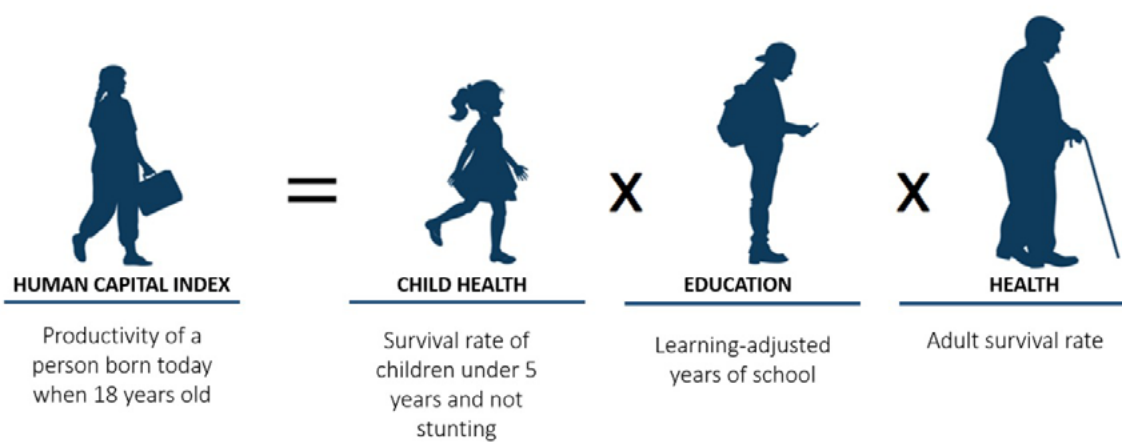 =
X
X
HUMAN CAPITAL INDEX
Productivity of a
person born today
when 18 years old
CHILD HEALTH
Survival rate of
children under 5
years and not
stunting
EDUCATION
Learning-adjusted
years of school
HEALTH
Adult survival rate